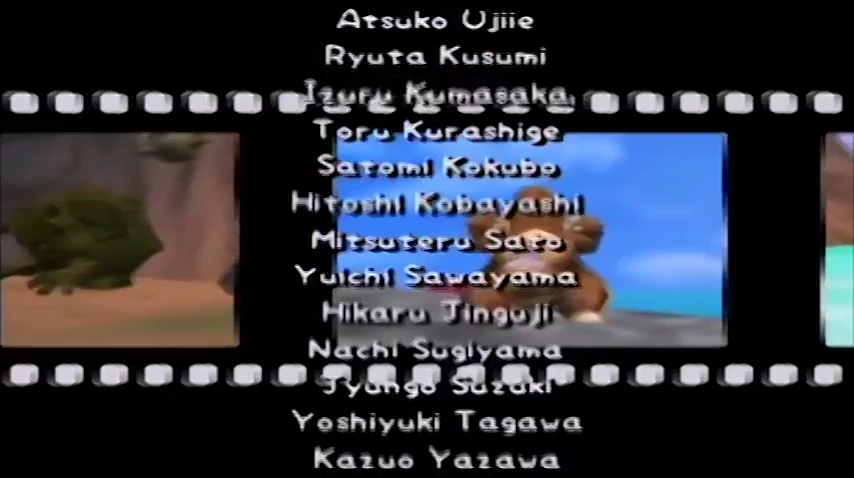 Atsuko Ujiie
Ryuta Kusumi
Izuru Kumasaka
Toru Kurashige
Satomi Kokubo
Hitoshi Kobayashi
Mitsuteru Sato
Yuichi Sawayama
Hikaru Jinguji
Nachi Sugiyama
Jyungo Suzuki
Yoshiyuki Tagawa
Kazuo Yazawa